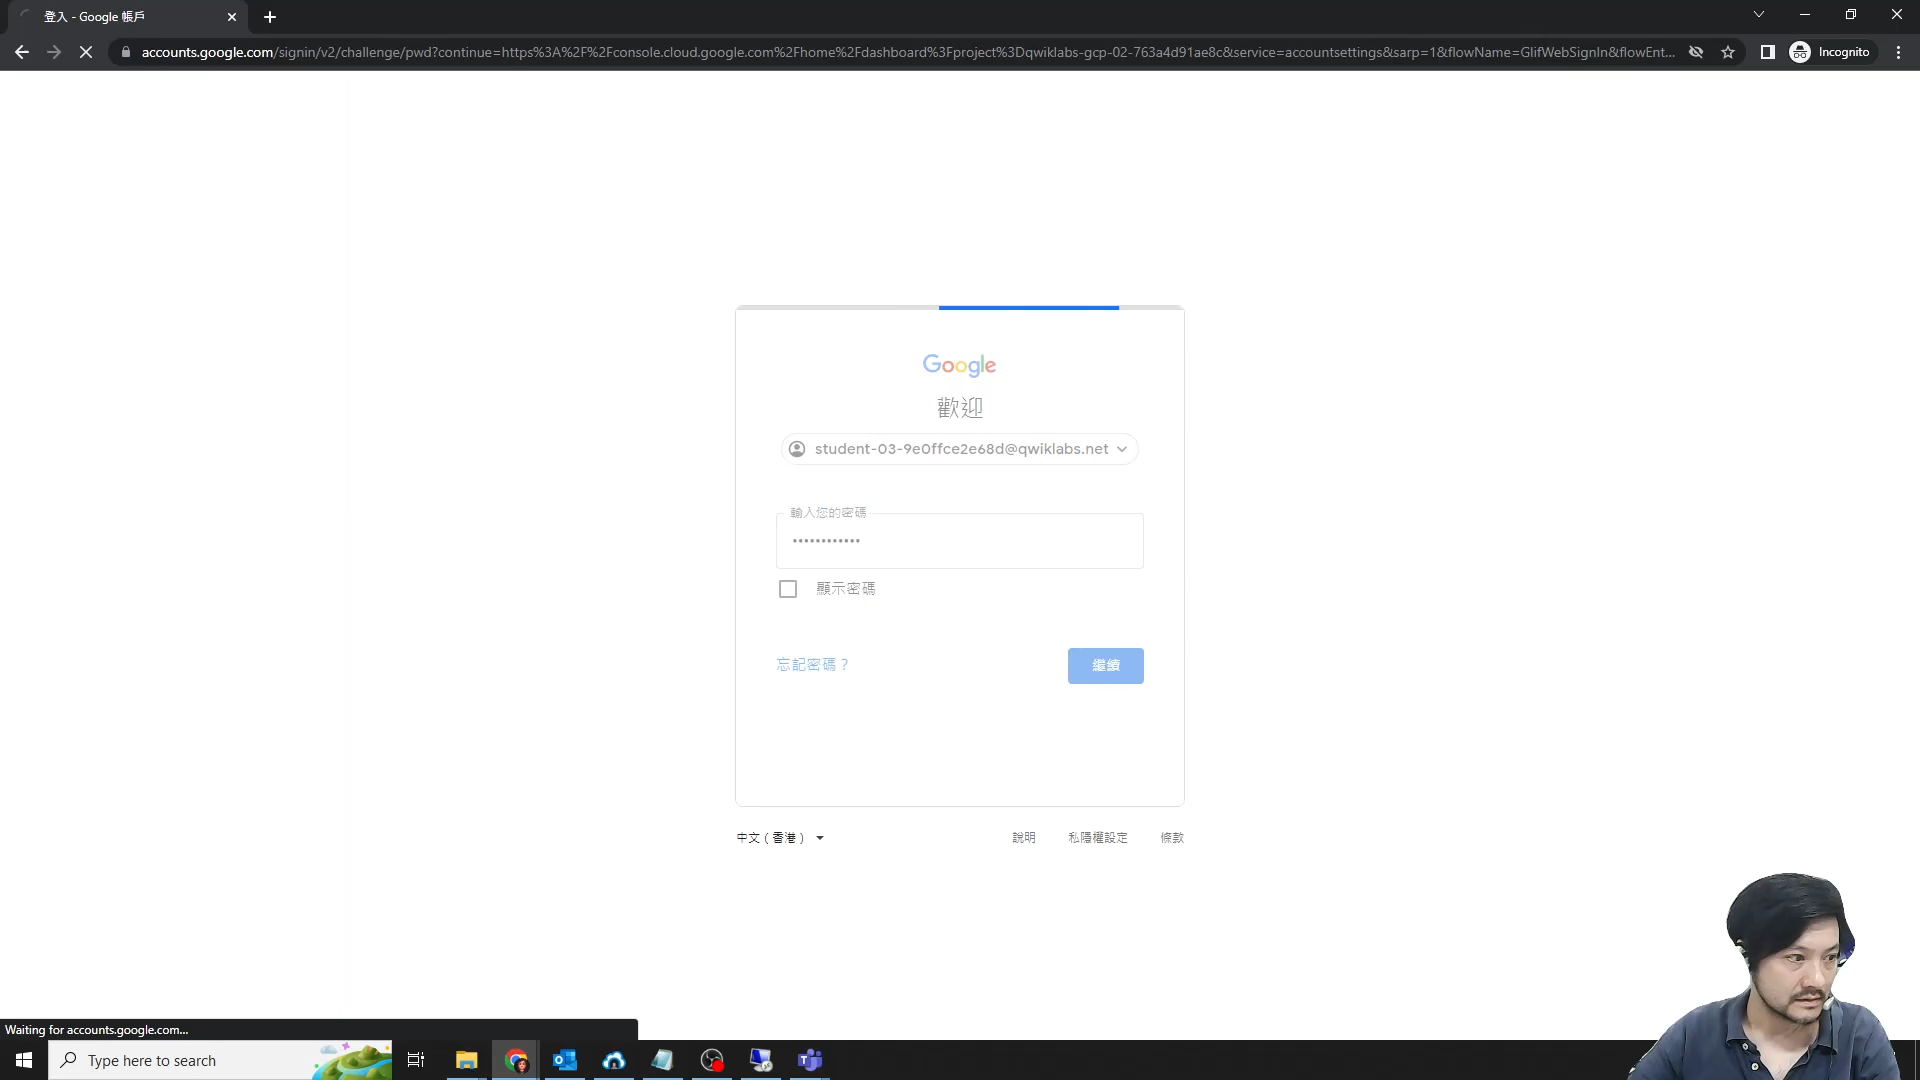 登入 - Google 帳戶
accounts.google.com/signin/v2/challenge/pwd?continue=https%3A%2F%2Fconsole.cloud.google.com%2Fhome%2Fdashboard%3Fproject%3Dqwiklabs-gcp-02-763a4d91ae8c&service=accountsettings&sarp=1&flowName=GlifWebSignIn&flowEnt...
Incognito
Google
歡迎
student-03-9e0ffce2e68d@qwiklabs.net
輸入您的密碼
••••••••••••
顯示密碼
忘記密碼？
繼續
中文（香港）
說明
私隱權設定
條款
Waiting for accounts.google.com...
Type here to search